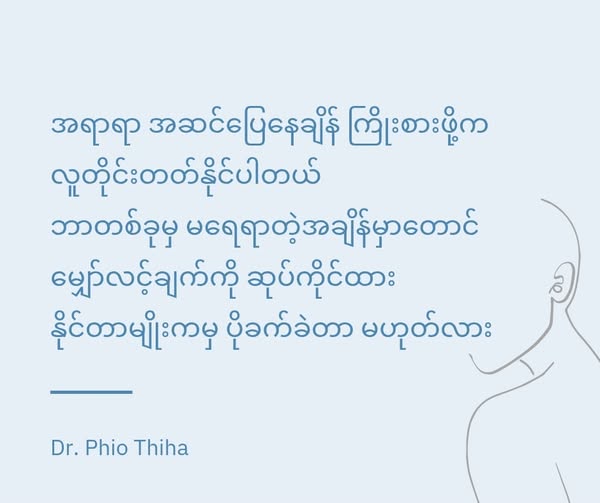 အရာရာ အဆင်ပြေနေချိန် ကြိုးစားဖို့က
လူတိုင်းတတ်နိုင်ပါတယ်
ဘာတစ်ခုမှ မရေရာတဲ့အချိန်မှာတောင်
မျှော်လင့်ချက်ကို ဆုပ်ကိုင်ထား
နိုင်တာမျိုးကမှ ပိုခက်ခဲတာ မဟုတ်လား
Dr. Phio Thiha